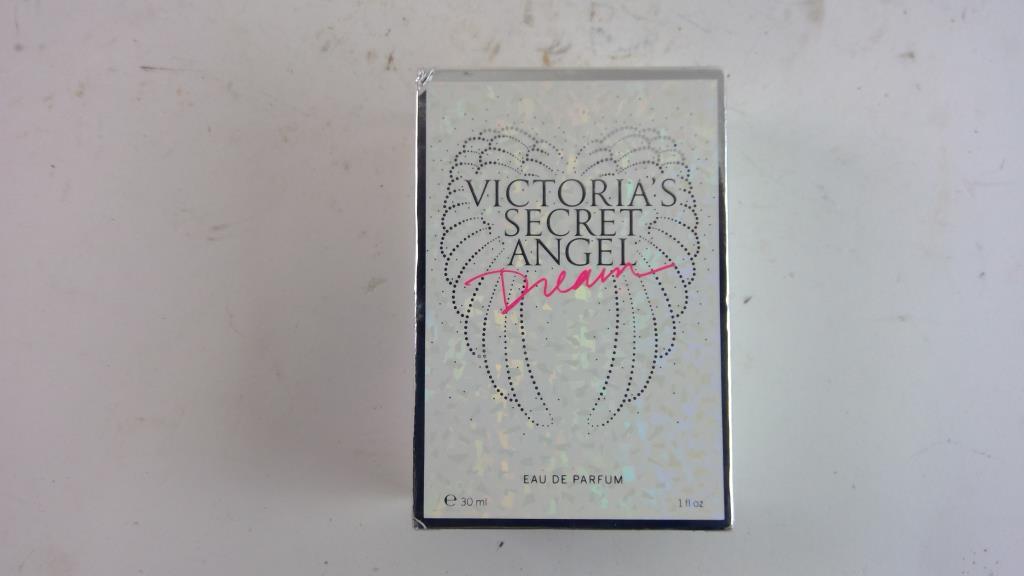 VICTORIA'S
SECRET
ANGEL
Dream
EAU DE PARFUM
e 30 ml 1 fl oz